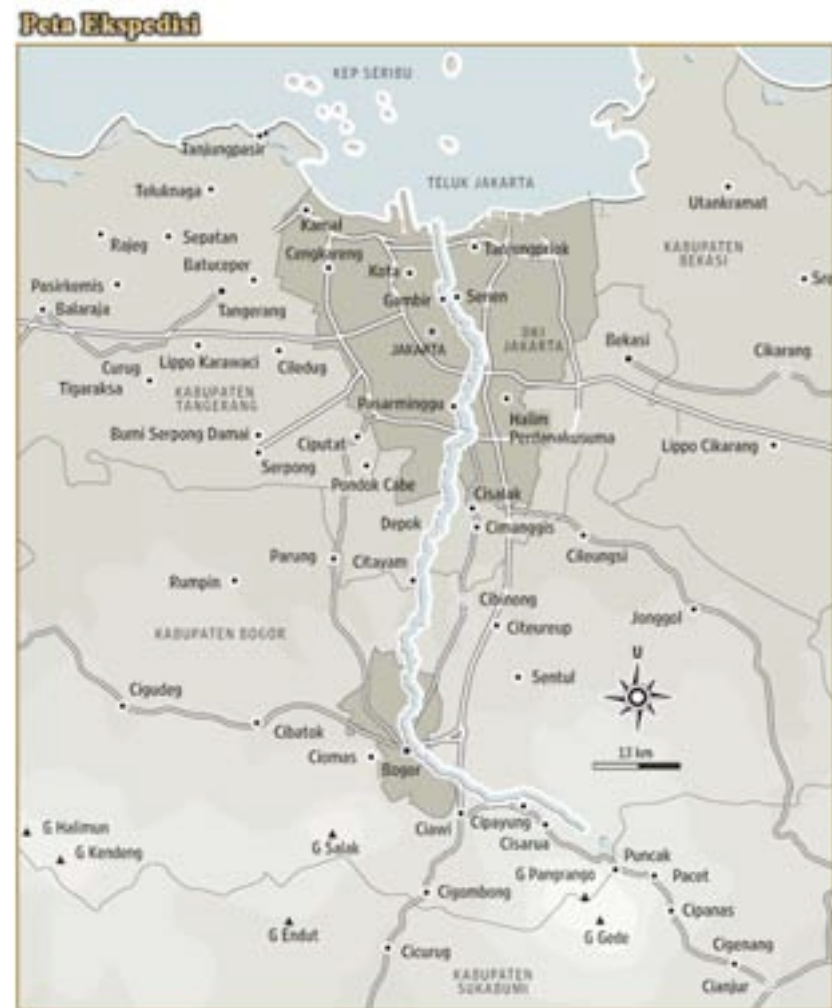 Peta Ekspedisi
KEP SERIBU
Tanjungpasir
TELUK JAKARTA
Teluknaga
Utankramat
Kamal
Rajeg
Sepatan
Tanjungpriok
KABUPATEN
BEKASI
Cengkareng
Batuceper
Kota
Pasirkemis
Gambir
Senen
Balaraja
Tangerang
DKI
JAKARTA
JAKARTA
Bekasi
Cikarang
Curug
Lippo Karawaci
Ciledug
Tigaraksa
KABUPATEN
TANGERANG
Pasarminggu
Halim
Perdanakusuma
Bumi Serpong Damai
Ciputat
Lippo Cikarang
Serpong
Pondok Cabe
Cisalak
Depok
Cimanggis
Cileungsi
Parung
Citayam
Rumpin
Cibinong
Jonggol
Citeureup
KABUPATEN BOGOR
U
Sentul
Cigudeg
Cibatok
13 km
Ciomas
Bogor
G Halimun
Ciawi
Cipayung
G Kendeng
G Salak
Cisarua
Puncak
G Pangrango
Pacet
Cigombong
Cipanas
G Endut
G Gede
Cicurug
Cigenang
KABUPATEN
SUKABUMI
Cianjur